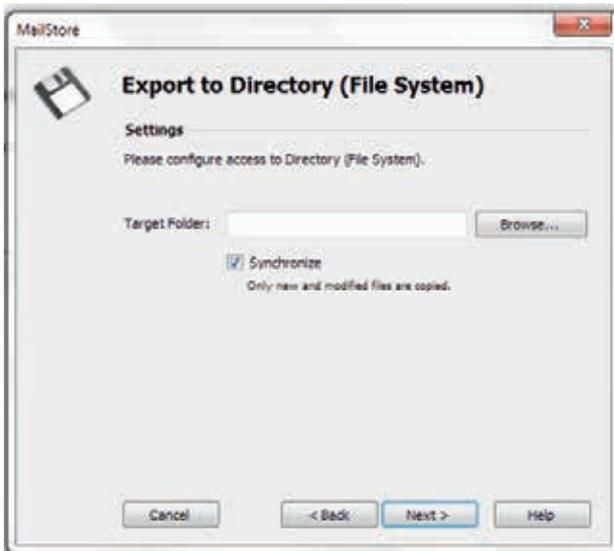 MailStore
Export to Directory (File System)
Settings
Please configure access to Directory (File System).
Target Folder:
Browse...
Synchronize
Only new and modified files are copied.
Cancel
< Back
Next >
Help